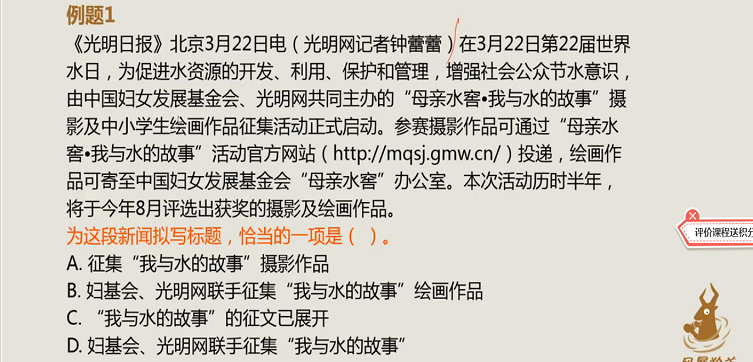 例题1
《光明日报》北京3月22日电（光明网记者钟蕾蕾）在3月22日第22届世界
水日，为促进水资源的开发、利用、保护和管理，增强社会公众节水意识，
由中国妇女发展基金会、光明网共同主办的“母亲水窖•我与水的故事”摄
影及中小学生绘画作品征集活动正式启动。参赛摄影作品可通过“母亲水
窖•我与水的故事”活动官方网站（http://mqsj.gmw.cn/）投递，绘画作
品可寄至中国妇女发展基金会“母亲水窖”办公室。本次活动历时半年，
将于今年8月评选出获奖的摄影及绘画作品。
为这段新闻拟写标题，恰当的一项是（ ）。
A. 征集“我与水的故事”摄影作品
B. 妇基会、光明网联手征集“我与水的故事”绘画作品
C. “我与水的故事”的征文已展开
D. 妇基会、光明网联手征集“我与水的故事”
评价课程送积分